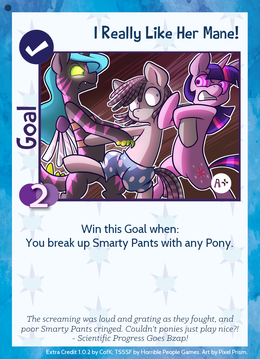 I Really Like Her Mane!
Goal
2
A+
Win this Goal when:
You break up Smarty Pants with any Pony.
The screaming was loud and grating as they fought, and
poor Smarty Pants cringed. Couldn't ponies just play nice?!
- Scientific Progress Goes Bzap!
Extra Credit 1.0.2 by CofK. TSSSF by Horrible People Games. Art by Pixel Prism.